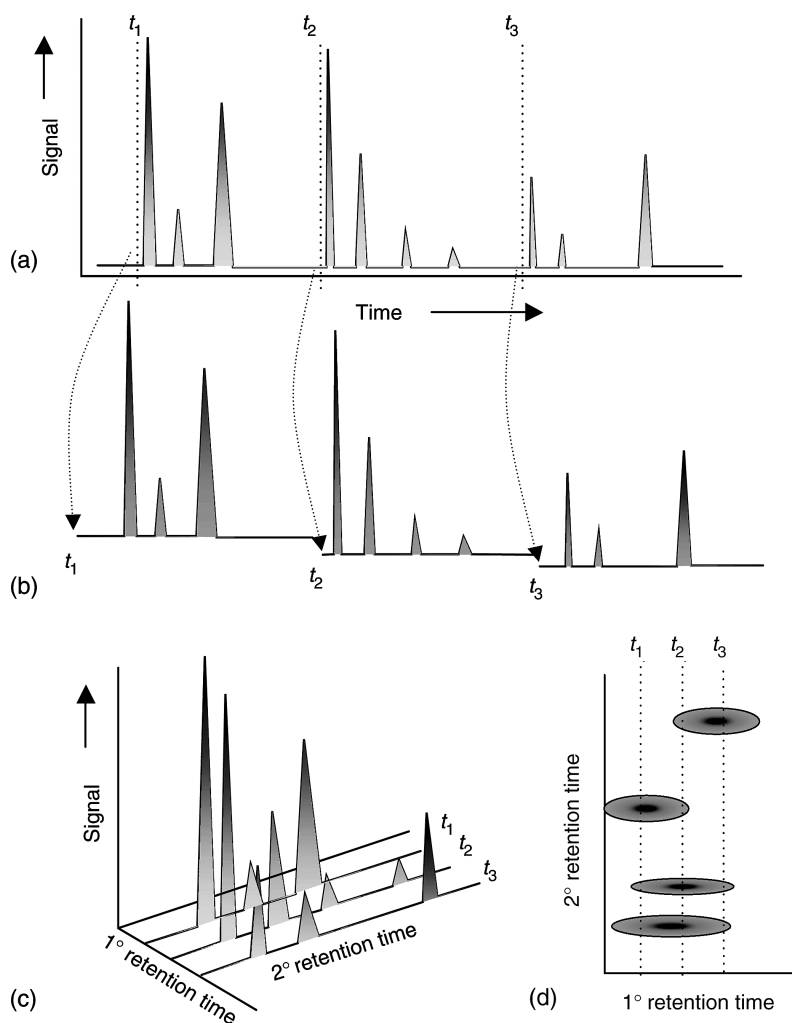 t1 t2 t3
Signal
(a)
Time
t1 t2 t3
(b)
Signal
t1
t2
t3
1° retention time
2° retention time
(c)
t1 t2 t3
2° retention time
1° retention time
(d)